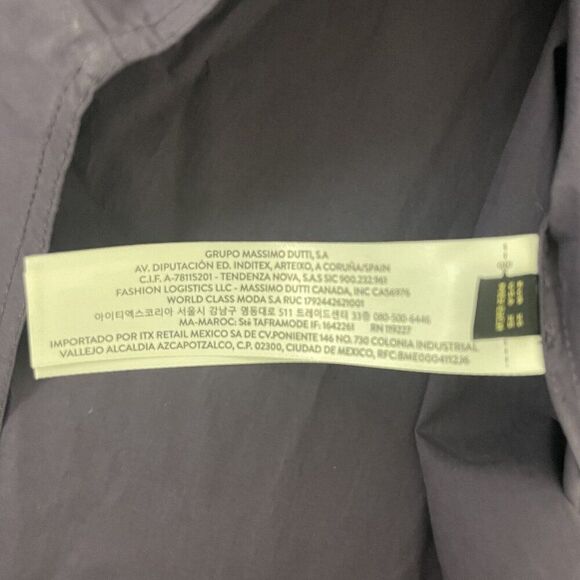 GRUPO MASSIMO DUTTI, S.A
AV. DIPUTACIÓN ED. INDITEX, ARTEIXO, A CORUÑA/SPAIN
C.I.F. A-78115201 - TENDENZA NOVA, S.A.S SIC 900.232.961
FASHION LOGISTICS LLC - MASSIMO DUTTI CANADA, INC CA56976
WORLD CLASS MODA S.A RUC 1792442621001
아이티엑스코리아 서울시 강남구 영동대로 511 트레이드센터 33층 080-500-6446
MA-MAROC: Sté TAFRAMODE IF: 1642261 RN 119227
IMPORTADO POR ITX RETAIL MEXICO SA DE CV.PONIENTE 146 NO. 730 COLONIA INDUSTRIAL
VALLEJO ALCALDIA AZCAPOTZALCO, C.P. 02300, CIUDAD DE MEXICO, RFC:BME0004112J6